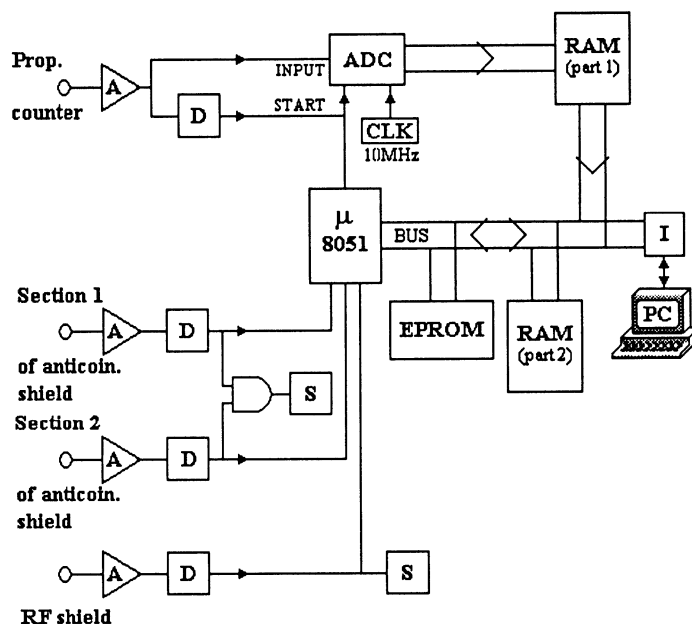 Prop.
counter
A
D
INPUT
START
ADC
CLK
10MHz
RAM
(part 1)
μ
8051
BUS
I
PC
EPROM
RAM
(part 2)
Section 1
of anticoin.
shield
A
D
S
Section 2
of anticoin.
shield
A
D
RF shield
A
D
S